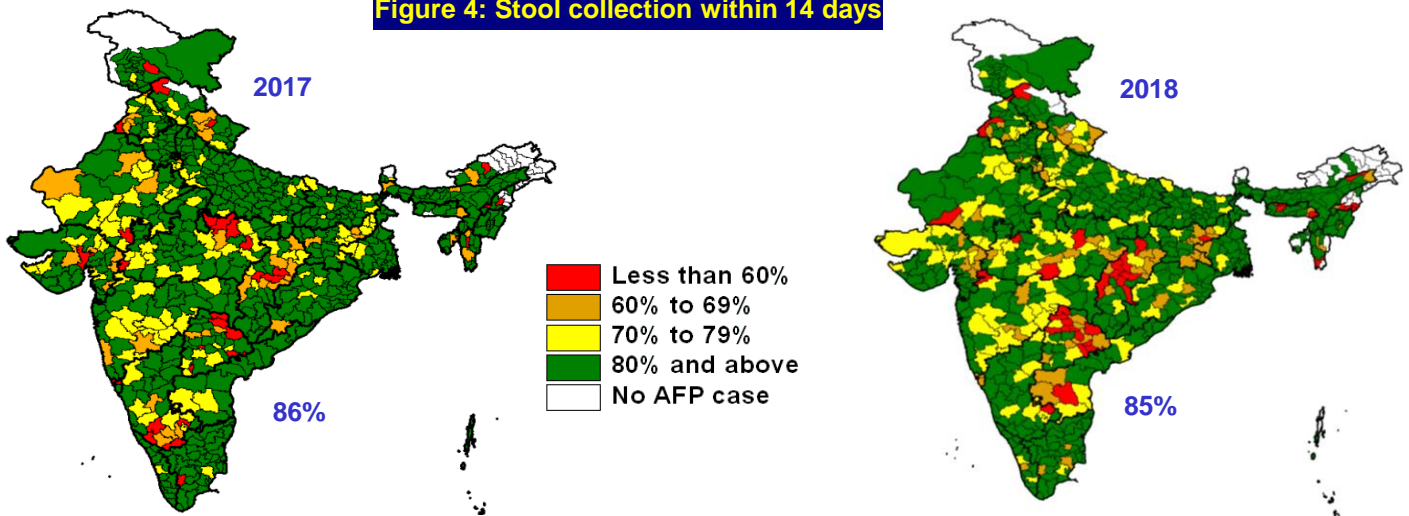 Figure 4: Stool collection within 14 days
2017
2018
Less than 60%
60% to 69%
70% to 79%
80% and above
No AFP case
86%
85%